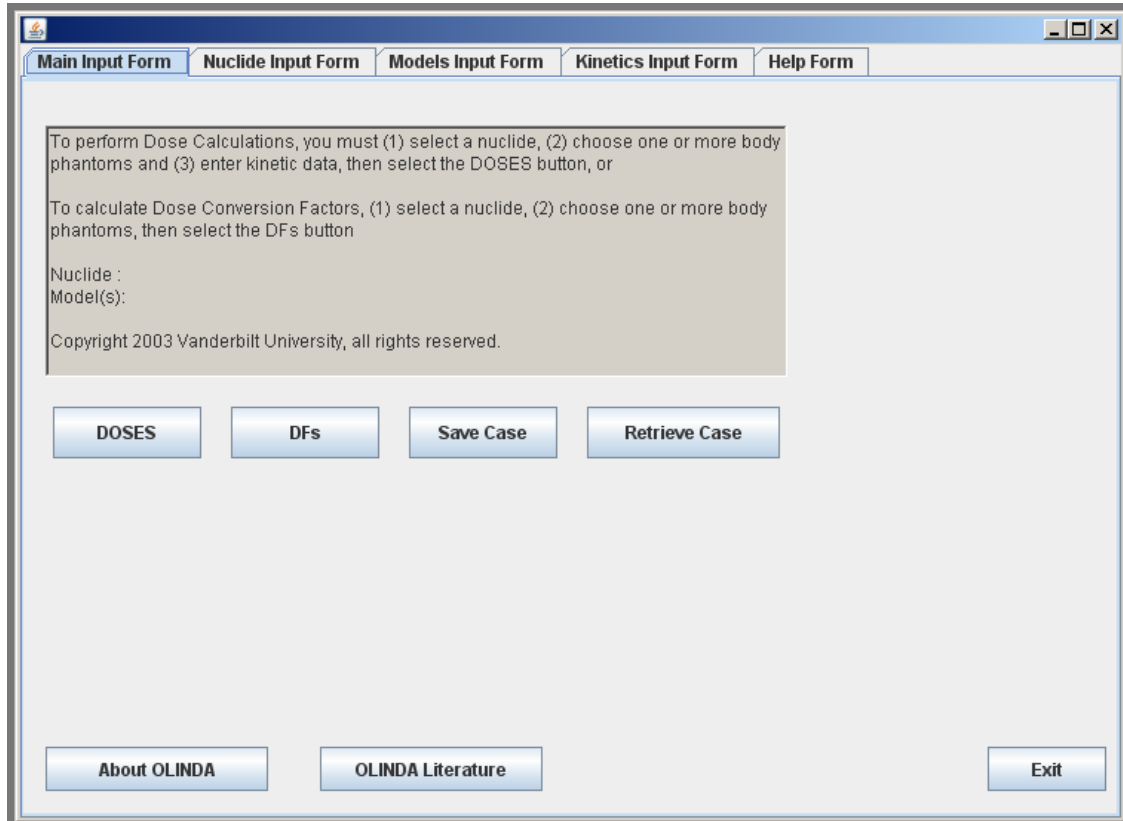 Main Input Form Nuclide Input Form Models Input Form Kinetics Input Form Help Form
To perform Dose Calculations, you must (1) select a nuclide, (2) choose one or more body
phantoms and (3) enter kinetic data, then select the DOSES button, or
To calculate Dose Conversion Factors, (1) select a nuclide, (2) choose one or more body
phantoms, then select the DFs button
Nuclide :
Model(s):
Copyright 2003 Vanderbilt University, all rights reserved.
DOSES DFs Save Case Retrieve Case
About OLINDA OLINDA Literature Exit